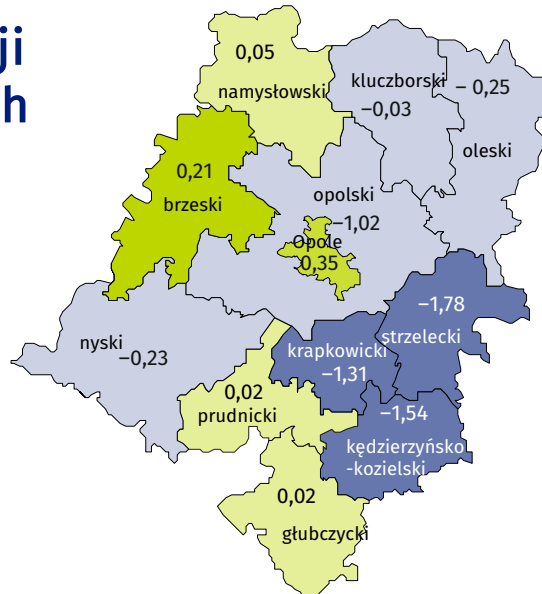 ji
h
0,05
namysłowski
kluczborski
−0,03
− 0,25
oleski
0,21
brzeski
opolski
−1,02
Opole
0,35
nyski
−0,23
−1,78
strzelecki
krapkowicki
−1,31
0,02
prudnicki
−1,54
kędzierzyńsko
-kozielski
0,02
głubczycki